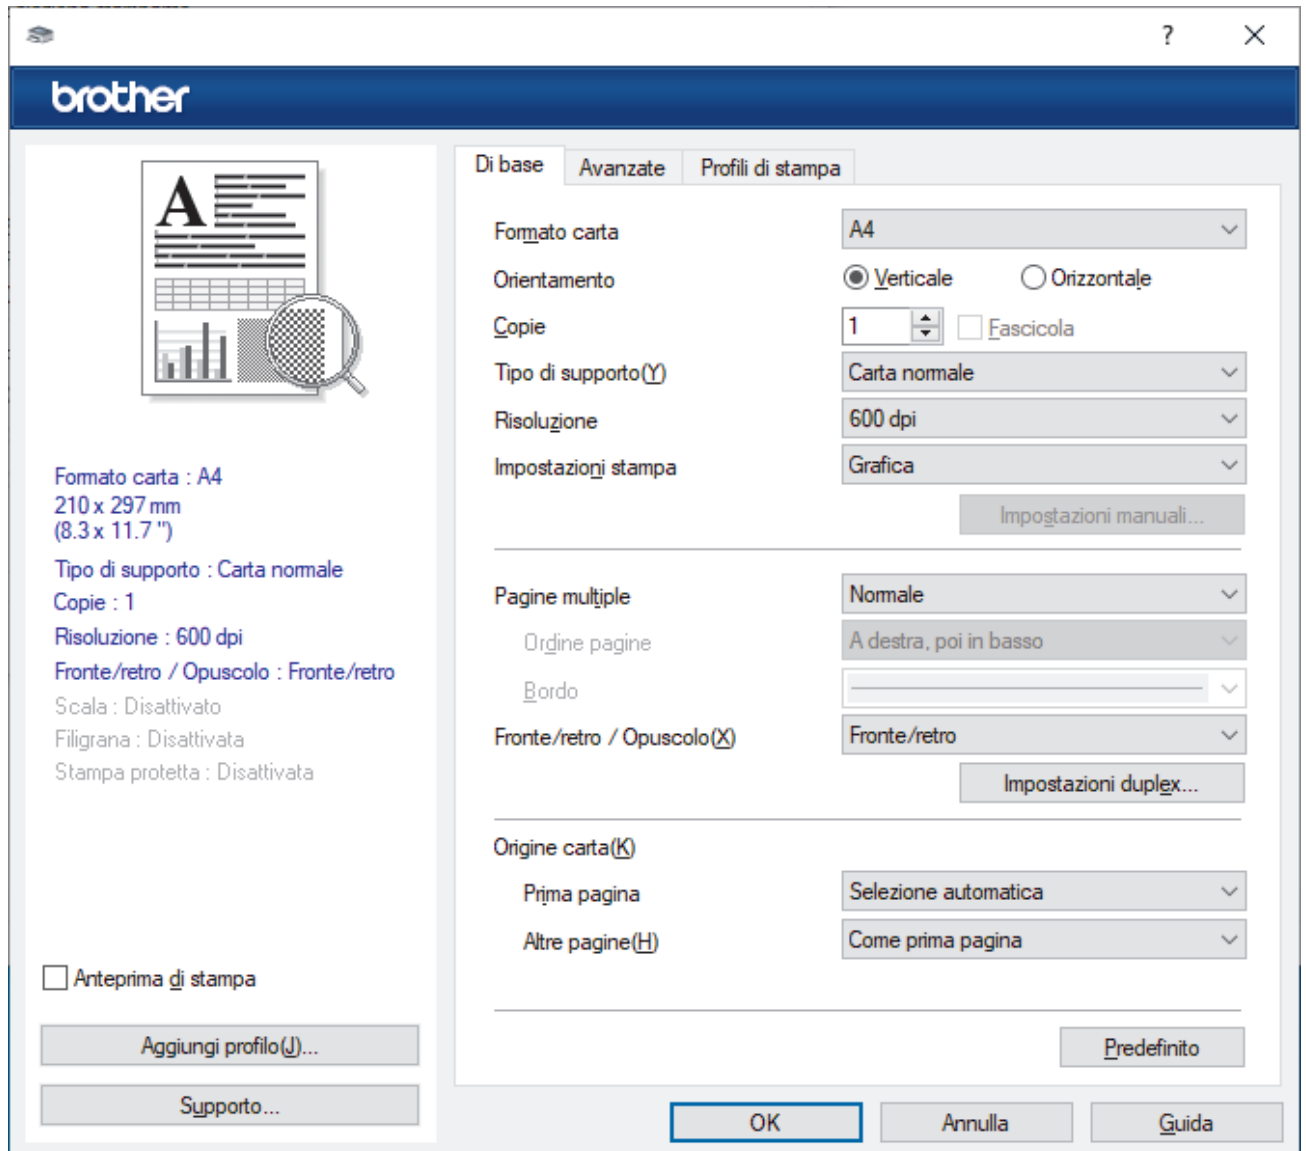 ?
brother
A
Di base
Avanzate
Profili di stampa
Formato carta
A4
Orientamento
Verticale
Orizzontale
Copie
1
Fascicola
Tipo di supporto(Y)
Carta normale
Risoluzione
600 dpi
Impostazioni stampa
Grafica
Impostazioni manuali...
Pagine multiple
Normale
Ordine pagine
A destra, poi in basso
Bordo
Fronte/retro / Opuscolo(X)
Fronte/retro
Impostazioni duplex...
Origine carta(K)
Prima pagina
Selezione automatica
Altre pagine(H)
Come prima pagina
Predefinito
Formato carta : A4
210 x 297 mm
(8.3 x 11.7 ")
Tipo di supporto : Carta normale
Copie : 1
Risoluzione : 600 dpi
Fronte/retro / Opuscolo : Fronte/retro
Scala : Disattivato
Filigrana : Disattivata
Stampa protetta : Disattivata
Anteprima di stampa
Aggiungi profilo(J)...
Supporto...
OK
Annulla
Guida